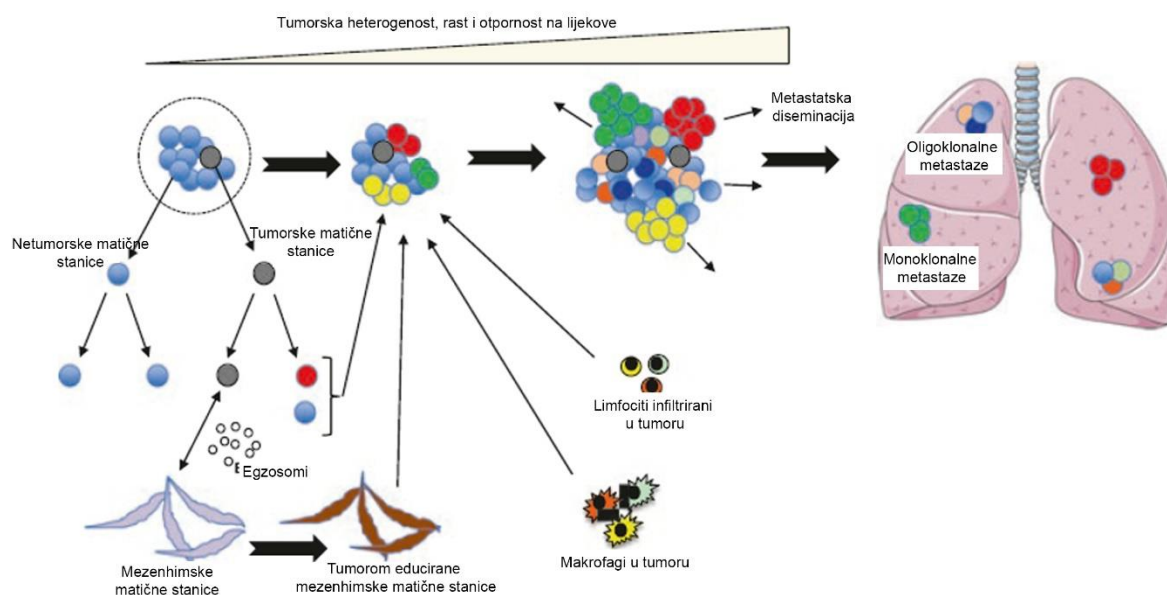 Tumorska heterogenost, rast i otpornost na lijekove
Metastatska
diseminacija
Oligoklonalne
metastaze
Monoklonalne
metastaze
Netumorske matične
stanice
Tumorske matične
stanice
Limfociti infiltrirani
u tumoru
Egzosomi
Makrofagi u tumoru
Mezenhimske
matične stanice
Tumorom educirane
mezenhimske matične stanice